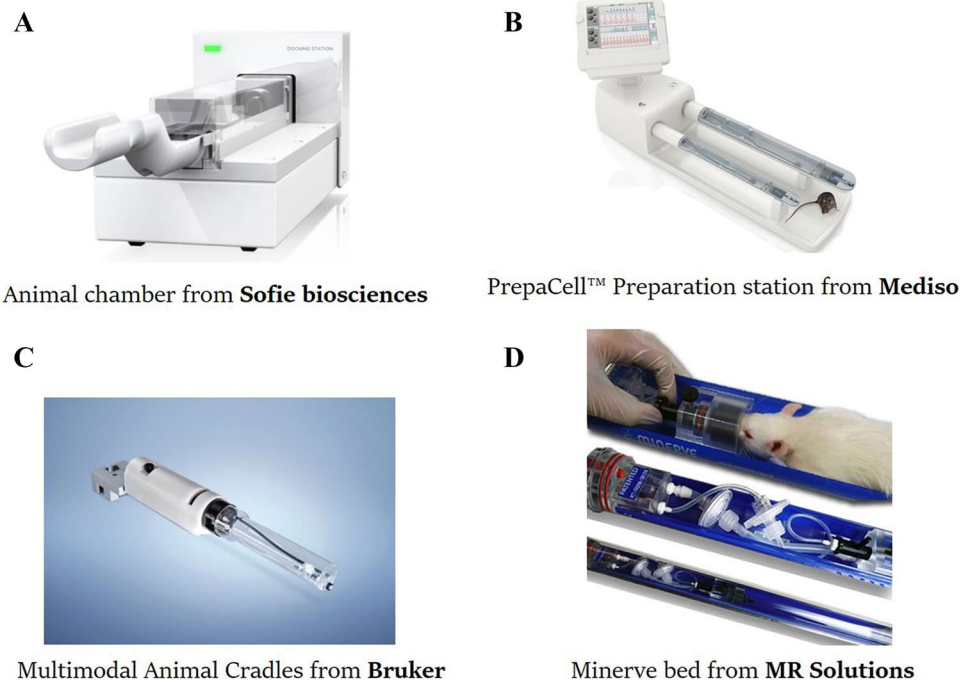 A
B
DOCKING STATION
Animal chamber from Sofie biosciences
PrepaCell™ Preparation station from Mediso
C
D
MINERVE
PATENTED
Multimodal Animal Cradles from Bruker
Minerve bed from MR Solutions